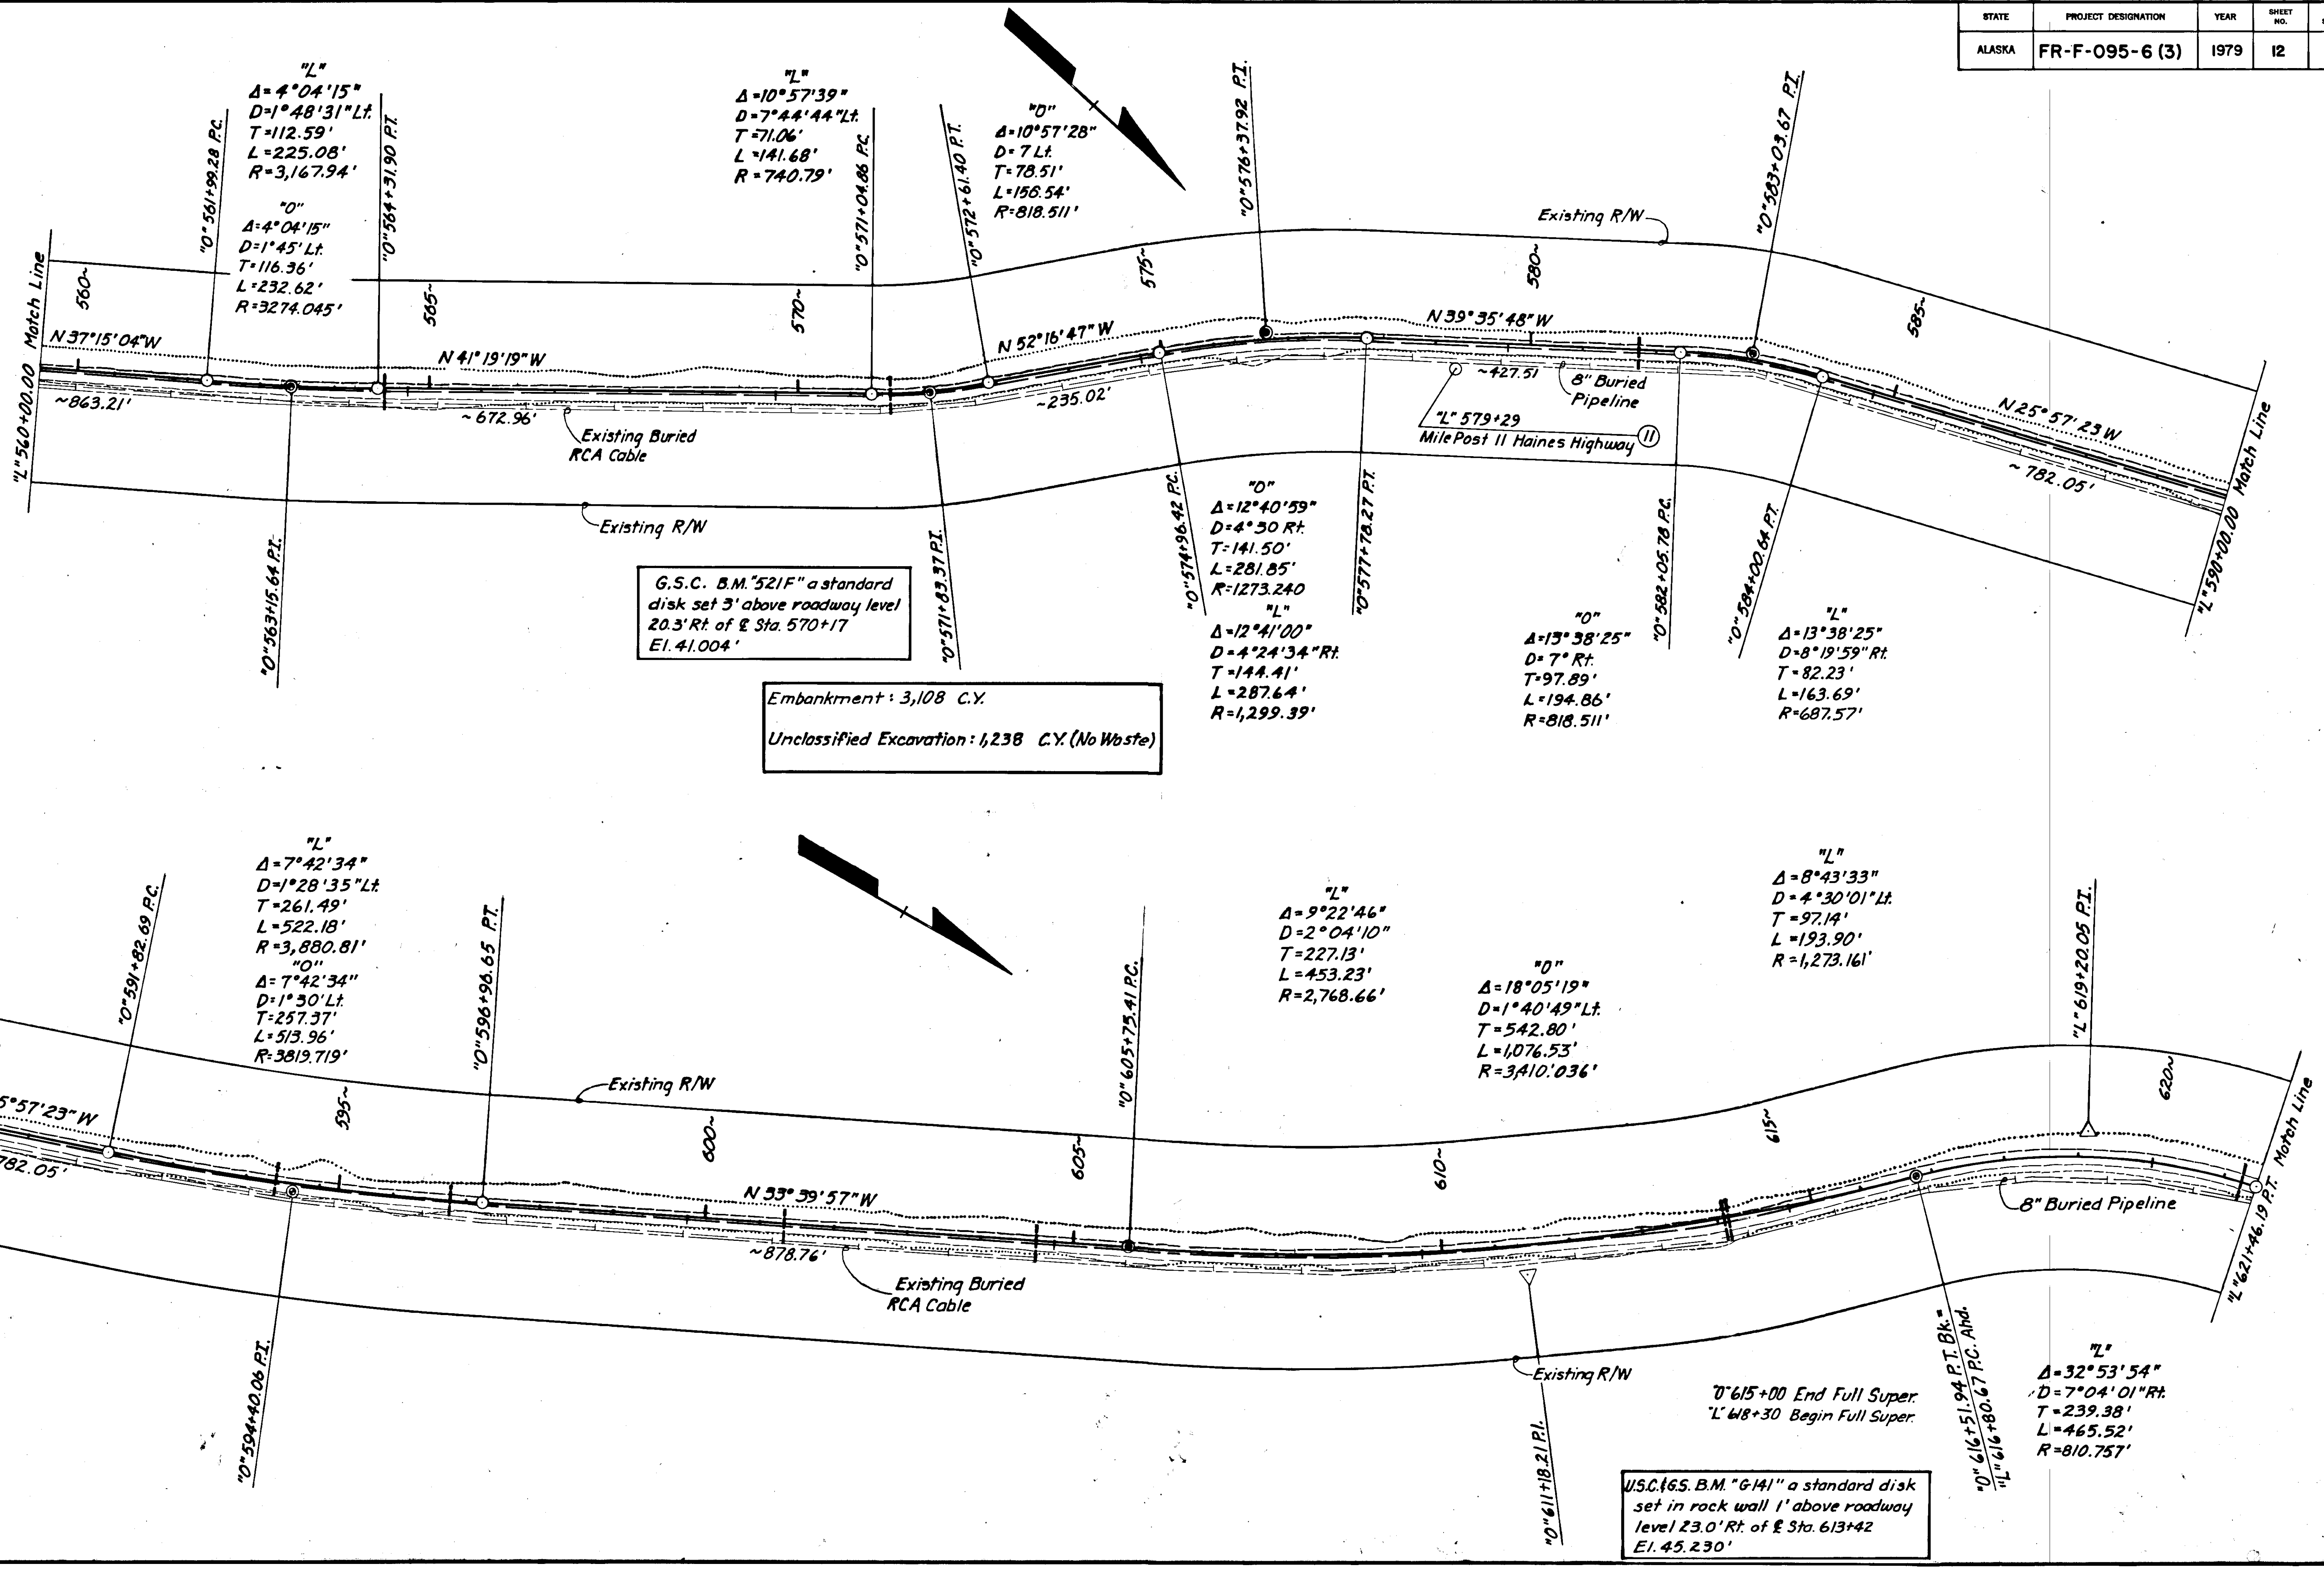 STATE PROJECT DESIGNATION YEAR SHEET NO.
ALASKA FR-F-095-6 (3) 1979 12
"L"
Δ=4°04'15"
D=1°48'31"Lt.
T=112.59'
L=225.08'
R=3,167.94'
"O"
Δ=4°04'15"
D=1°45'Lt.
T=116.36'
L=232.62'
R=3274.045'
"L"
Δ=10°57'39"
D=7°44'44"Lt.
T=71.06'
L=141.68'
R=740.79'
"O"
Δ=10°57'28"
D=7 Lt.
T=78.51'
L=156.54'
R=818.511'
"O" 561+99.28 P.C.
"O" 564+31.90 P.T.
"O" 571+04.86 P.C.
"O" 572+61.40 P.T.
"O" 576+37.92 P.I.
"O" 583+03.67 P.I.
"L" 560+00.00 Match Line
560~
565~
570~
575~
580~
585~
Existing R/W
N 37°15'04"W
N 41°19'19"W
N 52°16'47"W
N 39°35'48"W
N 25°57'23 W
~863.21'
~672.96'
~235.02'
~427.51
~782.05'
8" Buried
Pipeline
"L" 579+29
Mile Post 11 Haines Highway 11
Existing Buried
RCA Cable
Existing R/W
"L" 590+00.00 Match Line
"O" 563+15.64 P.I.
"O" 571+83.37 P.I.
"O" 574+96.42 P.C.
"O" 577+78.27 P.T.
"O" 582+05.78 P.C.
"O" 584+00.64 P.T.
G.S.C. B.M. "521F" a standard
disk set 3' above roadway level
20.3' Rt. of ℄ Sta. 570+17
El. 41.004'
"O"
Δ=12°40'59"
D=4°30 Rt.
T=141.50'
L=281.85'
R=1273.240
"L"
Δ=12°41'00"
D=4°24'34"Rt.
T=144.41'
L=287.64'
R=1,299.39'
"O"
Δ=13°38'25"
D=7° Rt.
T=97.89'
L=194.86'
R=818.511'
"L"
Δ=13°38'25"
D=8°19'59"Rt.
T=82.23'
L=163.69'
R=687.57'
Embankment: 3,108 C.Y.
Unclassified Excavation: 1,238 C.Y. (No Waste)
"L"
Δ=7°42'34"
D=1°28'35"Lt.
T=261.49'
L=522.18'
R=3,880.81'
"O"
Δ=7°42'34"
D=1°30'Lt.
T=257.37'
L=513.96'
R=3819.719'
"L"
Δ=9°22'46"
D=2°04'10"
T=227.13'
L=453.23'
R=2,768.66'
"O"
Δ=18°05'19"
D=1°40'49"Lt.
T=542.80'
L=1,076.53'
R=3,410.036'
"L"
Δ=8°43'33"
D=4°30'01"Lt.
T=97.14'
L=193.90'
R=1,273.161'
"O" 591+82.69 P.C.
"O" 596+96.65 P.T.
"O" 605+75.41 P.C.
"L" 619+20.05 P.I.
595~
600~
605~
610~
615~
620~
Existing R/W
5°57'23"W
782.05'
N 33°39'57"W
~878.76'
Existing Buried
RCA Cable
8" Buried Pipeline
"L" 621+46.19 P.T. Match Line
"O" 594+40.06 P.I.
"O" 611+18.21 P.I.
Existing R/W
"O" 616+51.94 P.T. Bk.=
"L" 616+80.67 P.C. Ahd.
"O" 615+00 End Full Super.
"L" 618+30 Begin Full Super.
"L"
Δ=32°53'54"
D=7°04'01"Rt.
T=239.38'
L=465.52'
R=810.757'
U.S.C.&G.S. B.M. "G141" a standard disk
set in rock wall 1' above roadway
level 23.0' Rt. of ℄ Sta. 613+42
El. 45.230'